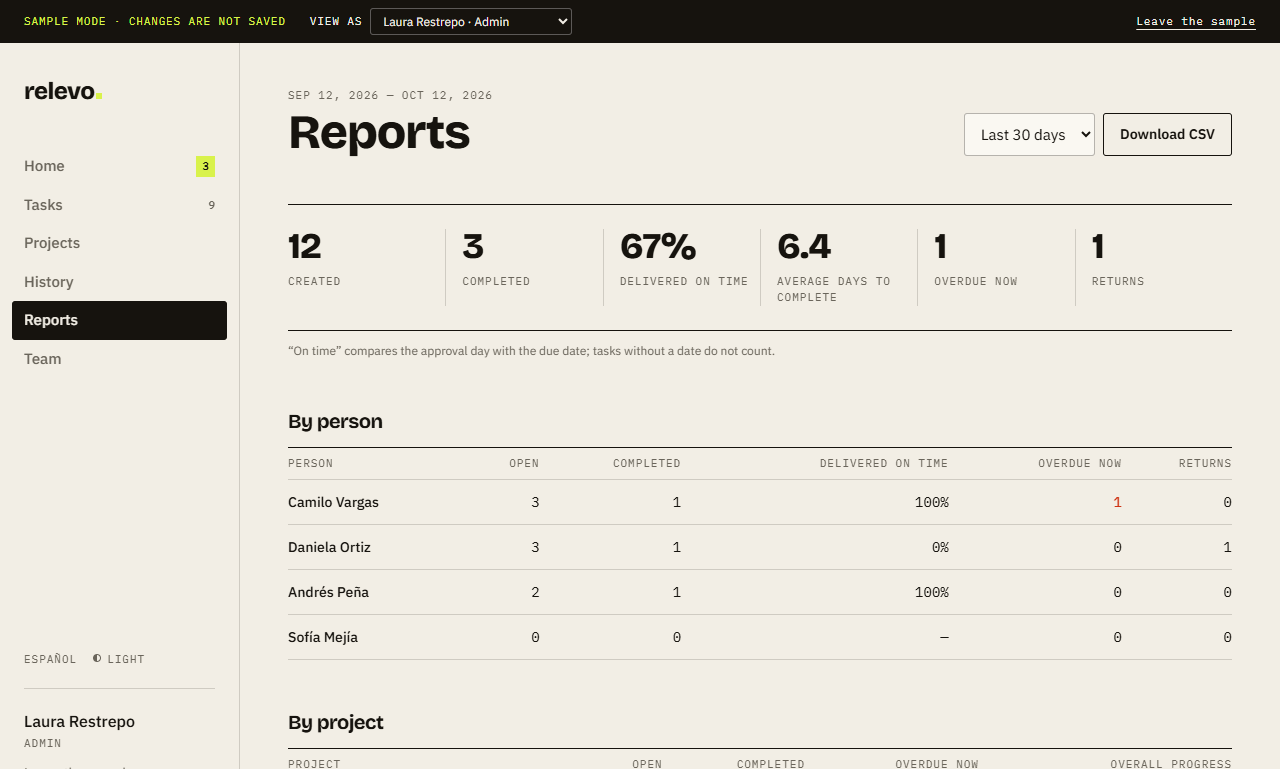 SAMPLE MODE · CHANGES ARE NOT SAVED VIEW AS Laura Restrepo · Admin Leave the sample
relevo.
Home 3
Tasks 9
Projects
History
Reports
Team
ESPAÑOL LIGHT
Laura Restrepo
ADMIN
SEP 12, 2026 — OCT 12, 2026
Reports
Last 30 days Download CSV
12 3 67% 6.4 1 1
CREATED COMPLETED DELIVERED ON TIME AVERAGE DAYS TO OVERDUE NOW RETURNS
COMPLETE
“On time” compares the approval day with the due date; tasks without a date do not count.
By person
PERSON OPEN COMPLETED DELIVERED ON TIME OVERDUE NOW RETURNS
Camilo Vargas 3 1 100% 1 0
Daniela Ortiz 3 1 0% 0 1
Andrés Peña 2 1 100% 0 0
Sofía Mejía 0 0 — 0 0
By project
PROJECT OPEN COMPLETED OVERDUE NOW OVERALL PROGRESS